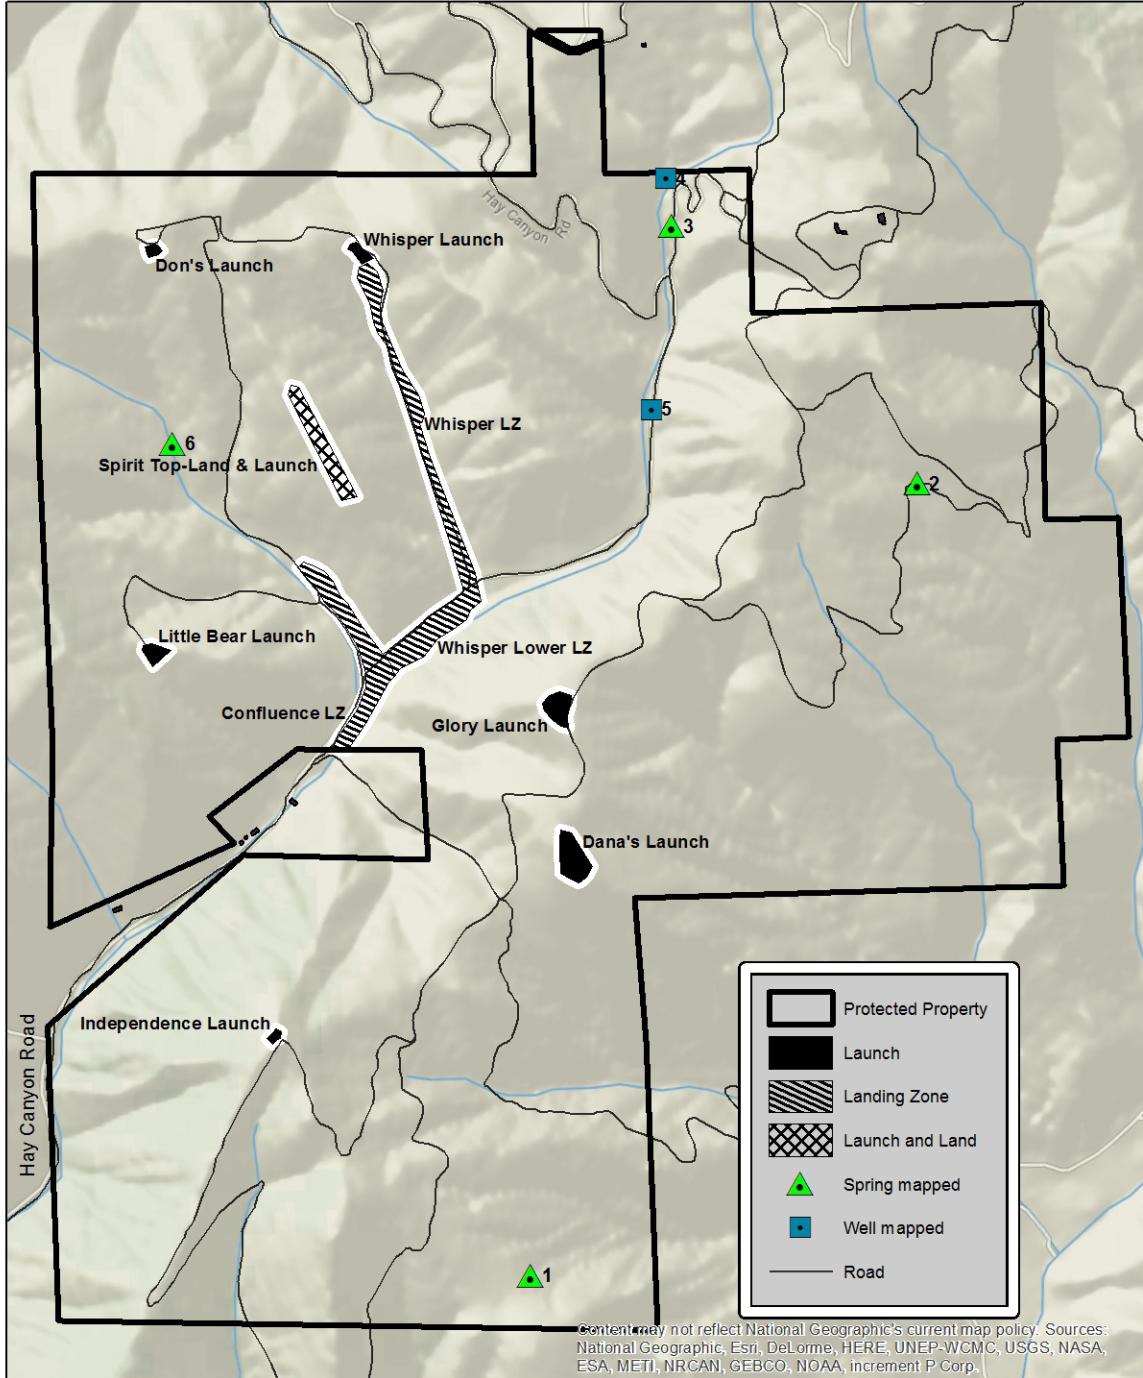 4
Hay Canyon Rd
3
Whisper Launch
Don's Launch
5
Whisper LZ
6
Spirit Top-Land & Launch
2
Little Bear Launch
Whisper Lower LZ
Confluence LZ
Glory Launch
Dana's Launch
Independence Launch
Hay Canyon Road
1
Protected Property
Launch
Landing Zone
Launch and Land
Spring mapped
Well mapped
Road
Content may not reflect National Geographic's current map policy. Sources:
National Geographic, Esri, DeLorme, HERE, UNEP-WCMC, USGS, NASA,
ESA, METI, NRCAN, GEBCO, NOAA, increment P Corp.